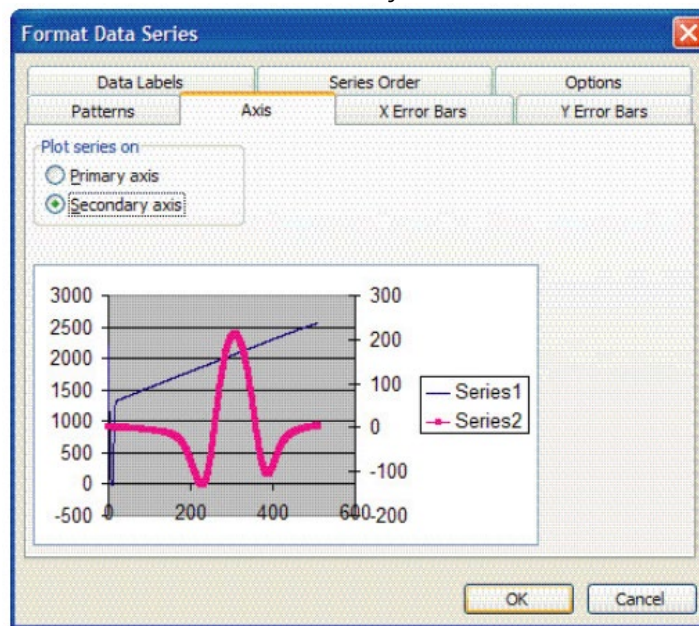 Format Data Series
Data Labels Series Order Options
Patterns Axis X Error Bars Y Error Bars
Plot series on
Primary axis
Secondary axis
3000 300
2500
200
2000
1500 100
1000 0
500
0 -100
-500 0 200 400 600 -200
Series1
Series2
OK Cancel